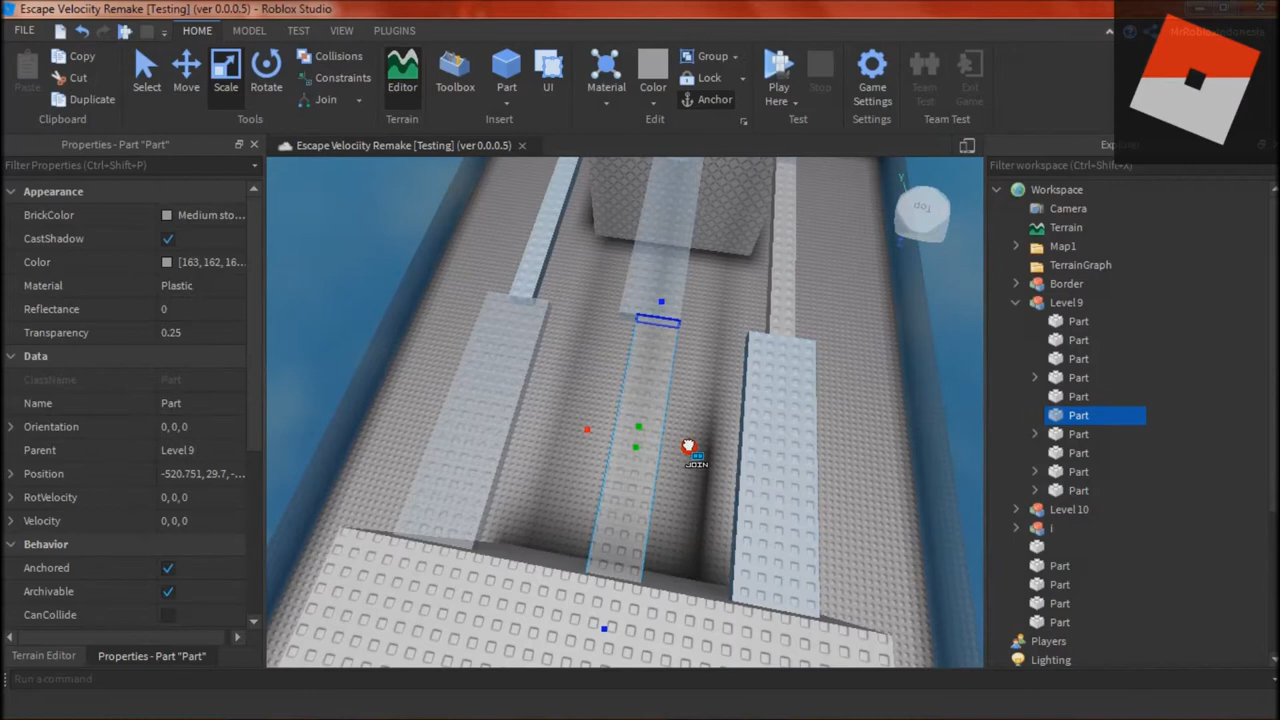 Escape Velociity Remake [Testing] (ver 0.0.0.5) - Roblox Studio
FILE HOME MODEL TEST VIEW PLUGINS MrRobloxIndonesia
Paste Copy Cut Duplicate Clipboard
Select Move Scale Rotate Collisions Constraints Join Tools
Editor Terrain
Toolbox Part UI Insert
Material Color Group Lock Anchor Edit
Play Here Stop Test
Game Settings Settings
Team Test Exit Game Team Test
Properties - Part "Part"
Filter Properties (Ctrl+Shift+P)
Appearance
BrickColor Medium sto...
CastShadow
Color [163, 162, 16...
Material Plastic
Reflectance 0
Transparency 0.25
Data
ClassName Part
Name Part
Orientation 0,0,0
Parent Level 9
Position -520.751, 29.7, -...
RotVelocity 0,0,0
Velocity 0,0,0
Behavior
Anchored
Archivable
CanCollide
Terrain Editor Properties - Part "Part"
Run a command
Escape Velociity Remake [Testing] (ver 0.0.0.5)
Top
Y
JOIN
Filter workspace (Ctrl+Shift+X)
Workspace
Camera
Terrain
Map1
TerrainGraph
Border
Level 9
Part
Part
Part
Part
Part
Part
Part
Part
Part
Part
Level 10
i
Part
Part
Part
Part
Players
Lighting